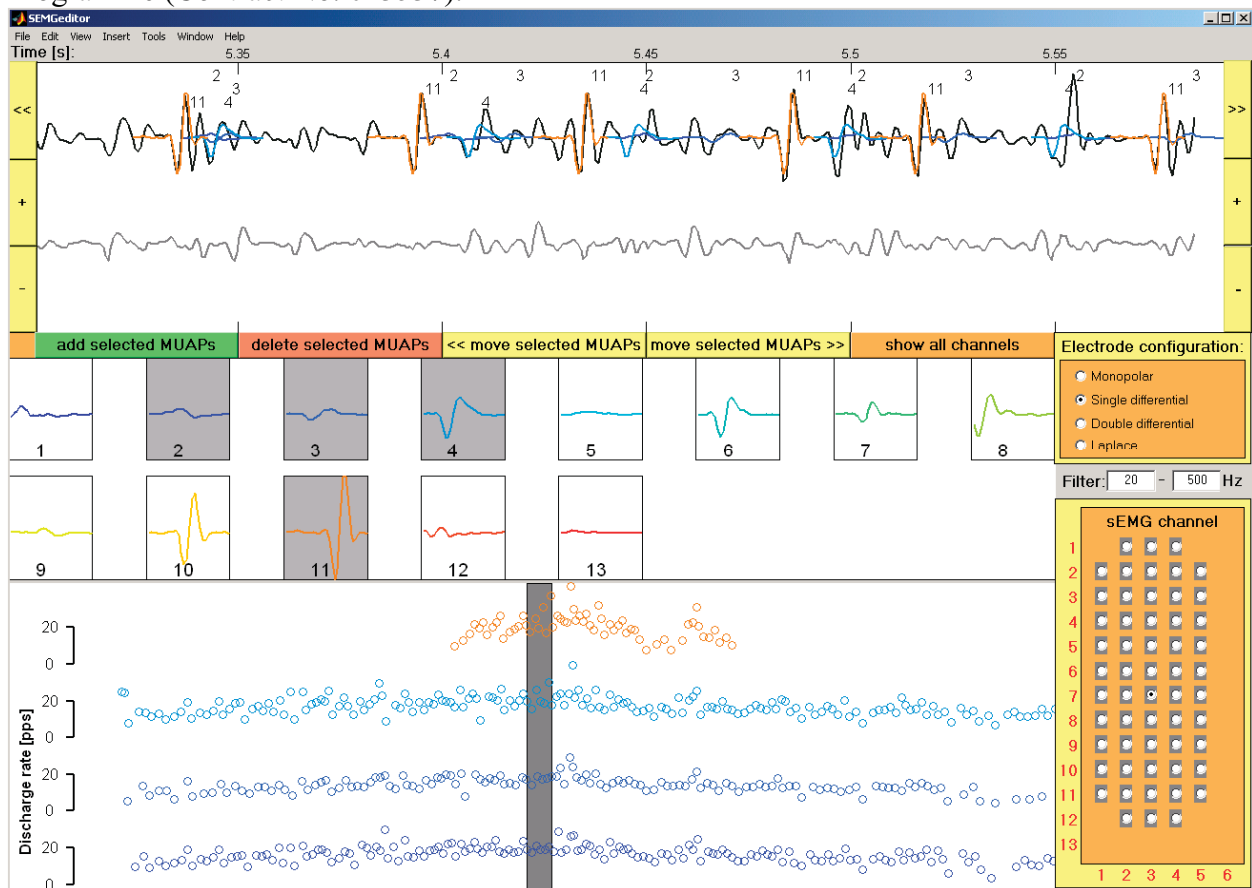 (Contract No.
SEMGeditor
File Edit View Insert Tools Window Help
Time [s]: 5.35 5.4 5.45 5.5 5.55
2 2 3 11 2 3 11 2 3 2 3
3 11 4 4 11 4 11
11 4 4
<< >>
+ +
- -
add selected MUAPs delete selected MUAPs << move selected MUAPs move selected MUAPs >> show all channels
Electrode configuration:
Monopolar
Single differential
Double differential
Laplace
1 2 3 4 5 6 7 8
Filter: 20 - 500 Hz
9 10 11 12 13
sEMG channel
1
2
3
4
5
6
7
8
9
10
11
12
13
1 2 3 4 5 6
Discharge rate [pps]
20
0
20
0
20
0
20
0